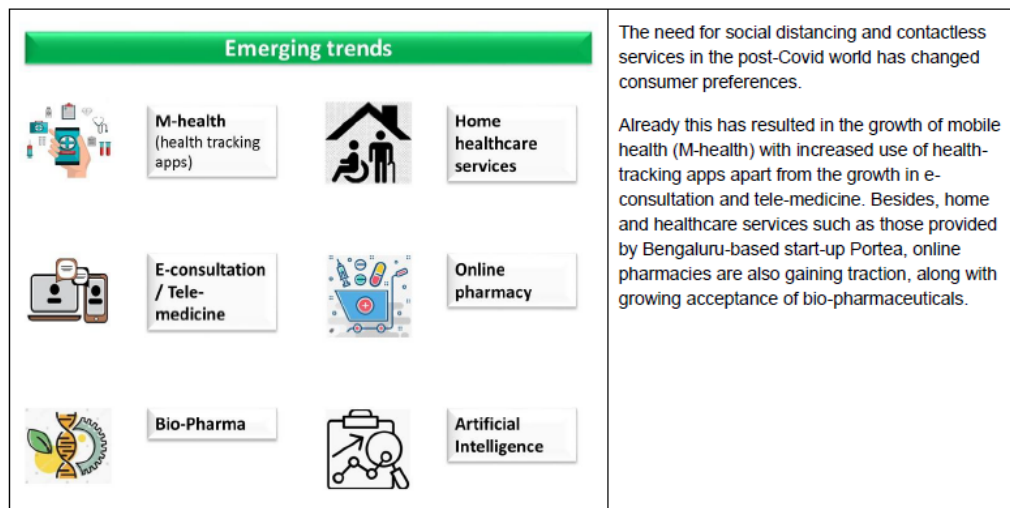 Emerging trends
M-health
(health tracking
apps)
Home
healthcare
services
E-consultation
/ Tele-
medicine
Online
pharmacy
Bio-Pharma
Artificial
Intelligence
The need for social distancing and contactless
services in the post-Covid world has changed
consumer preferences.
Already this has resulted in the growth of mobile
health (M-health) with increased use of health-
tracking apps apart from the growth in e-
consultation and tele-medicine. Besides, home
and healthcare services such as those provided
by Bengaluru-based start-up Portea, online
pharmacies are also gaining traction, along with
growing acceptance of bio-pharmaceuticals.